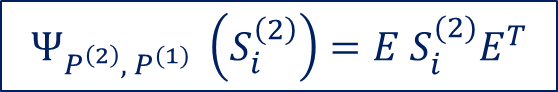 Ψ_{P^{(2)}, P^{(1)}} (S_i^{(2)}) = E S_i^{(2)} E^T